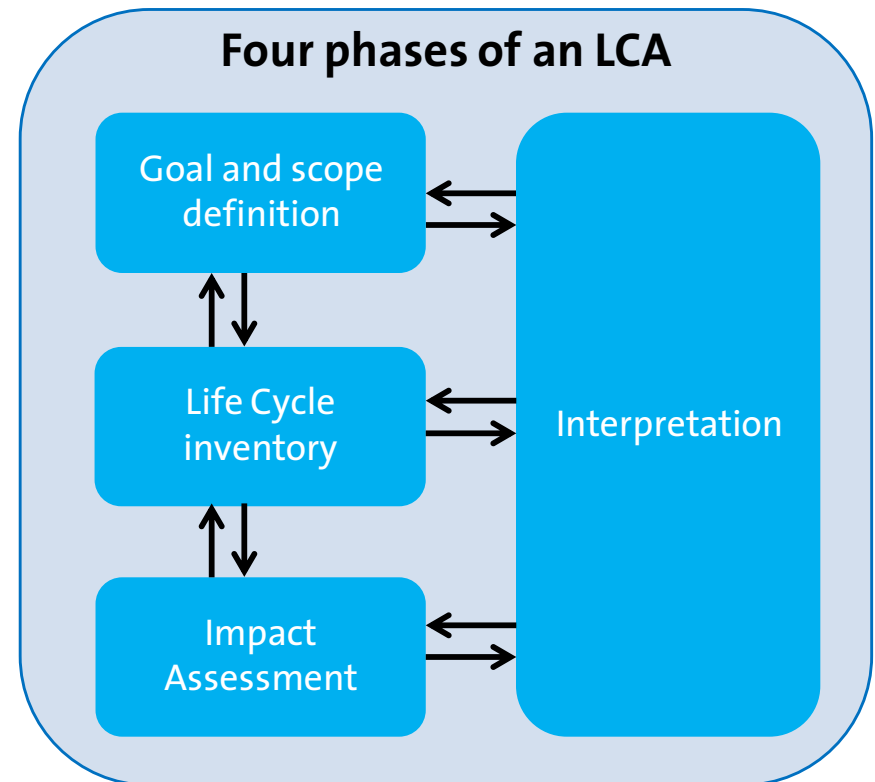 Four phases of an LCA
Goal and scope
definition
Life Cycle
inventory
Interpretation
Impact
Assessment